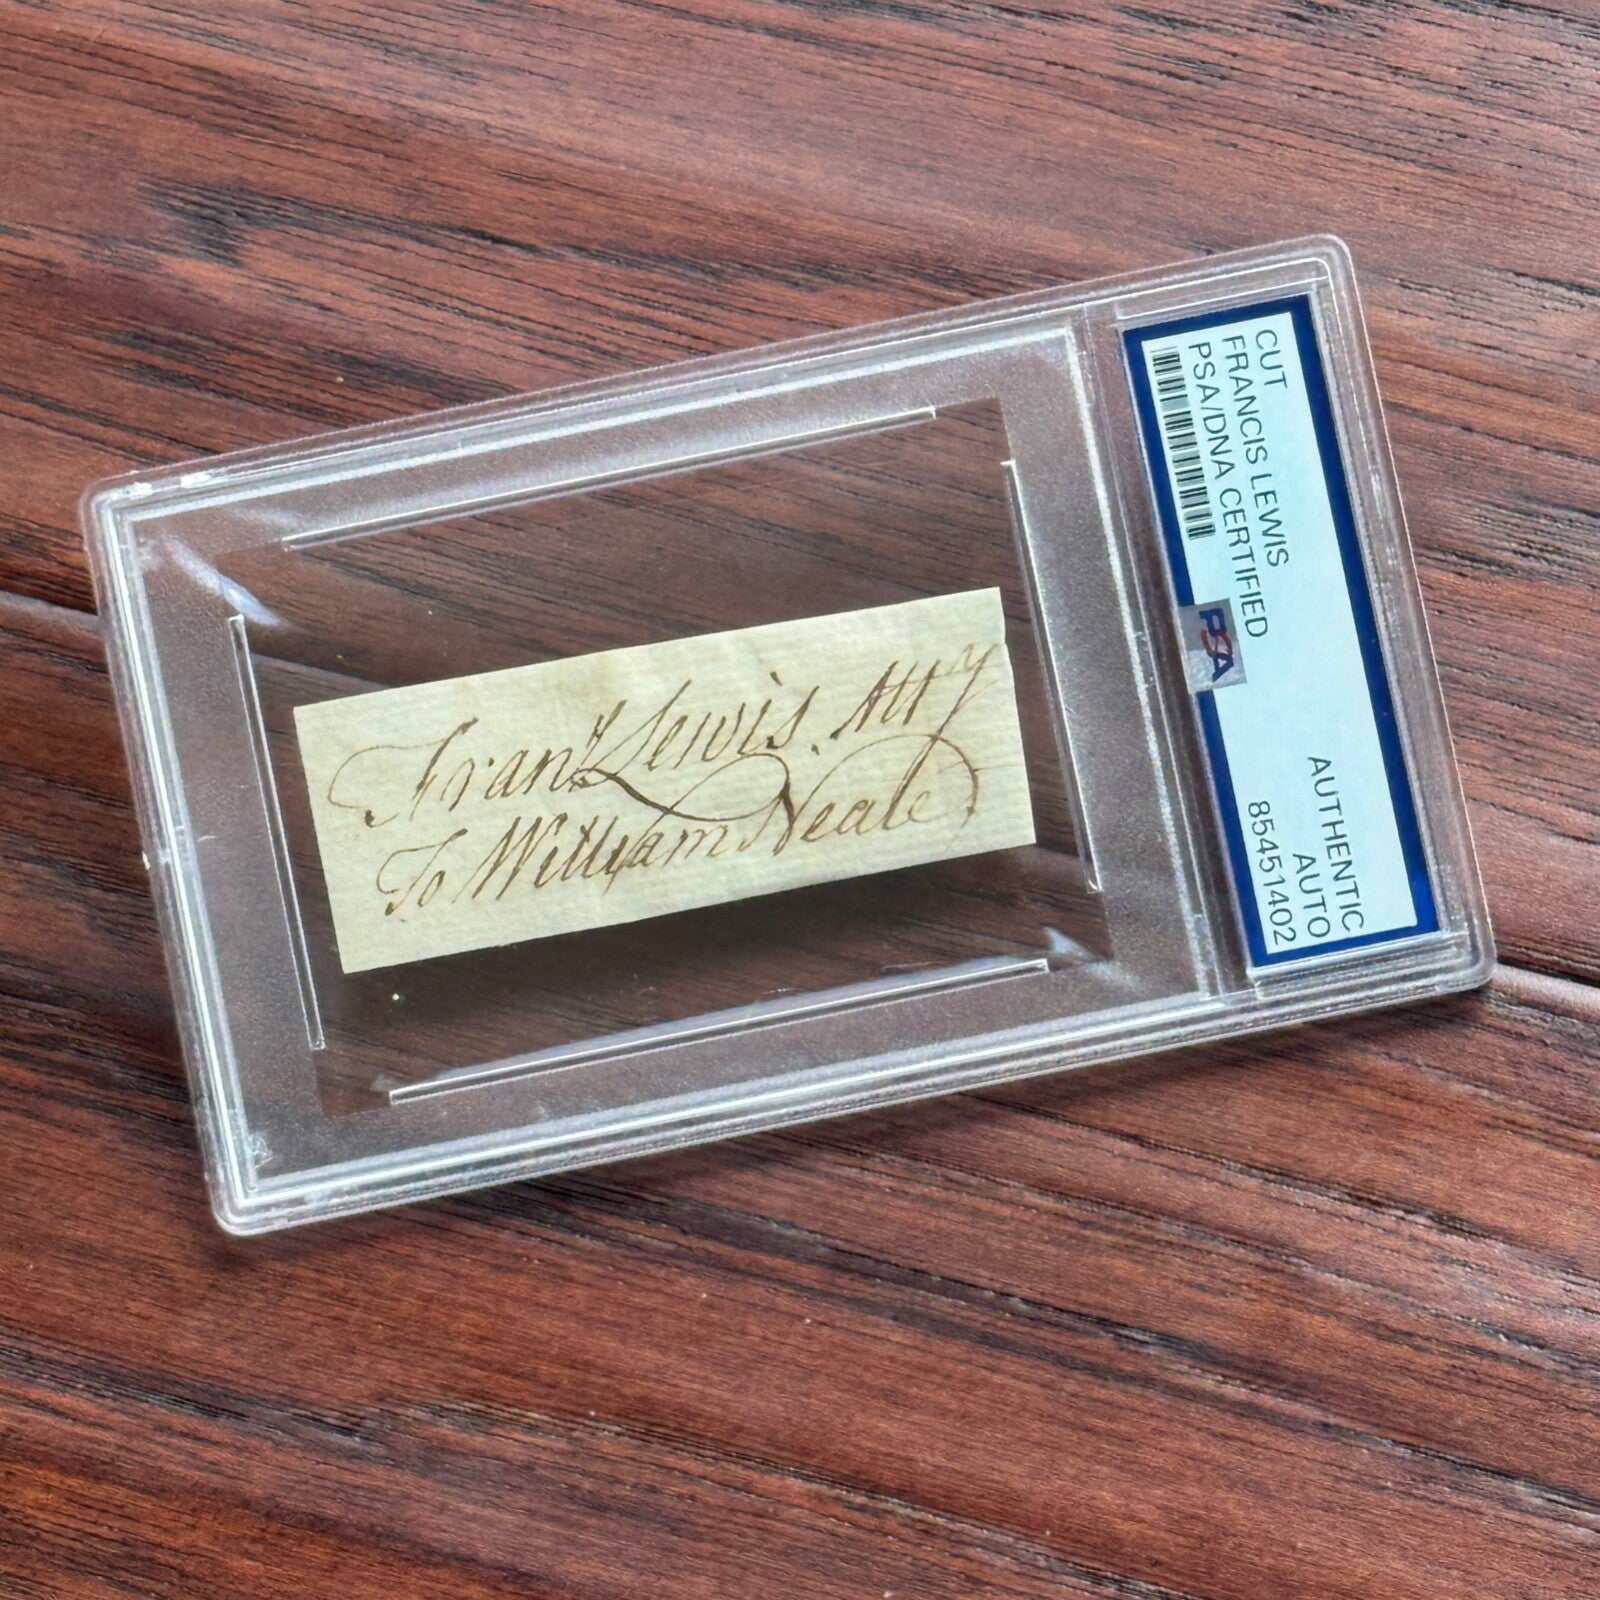 Fran.s Lewis. Atty
To William Neale
CUT
FRANCIS LEWIS
PSA/DNA CERTIFIED
PSA
AUTHENTIC
AUTO
85451402